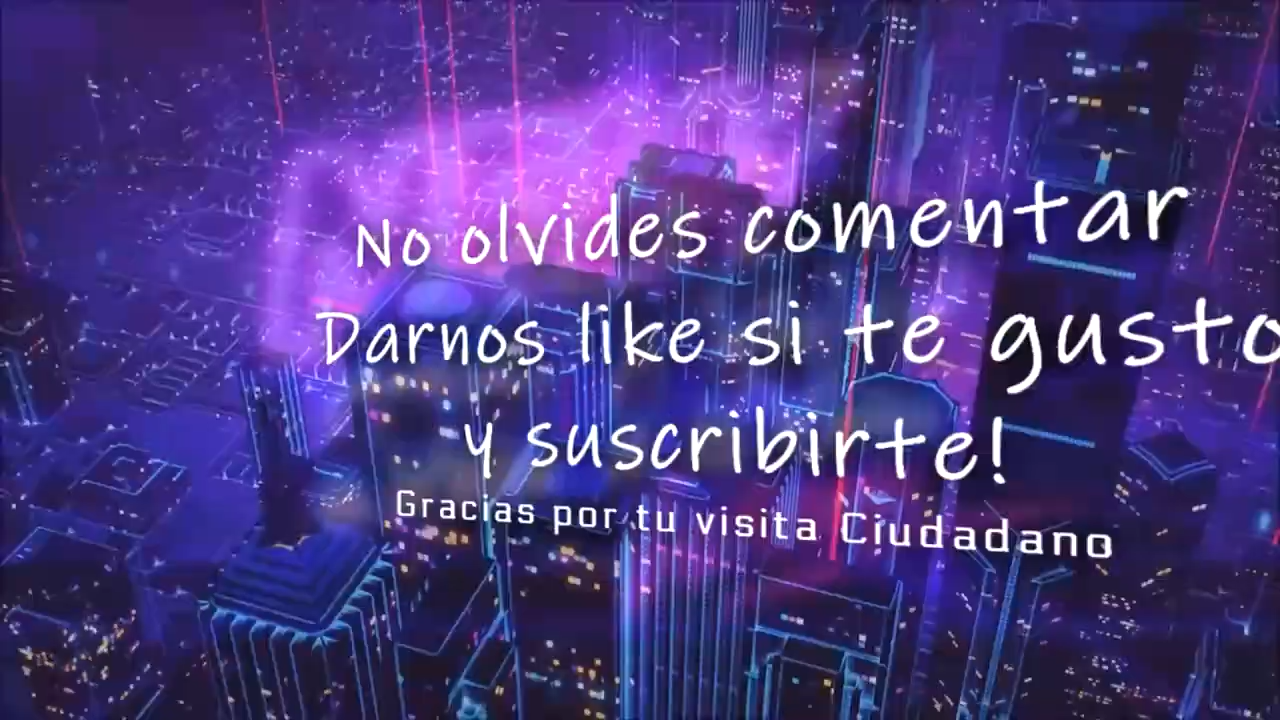 No olvides comentar
Darnos like si te gusto
y suscribirte!
Gracias por tu visita Ciudadano